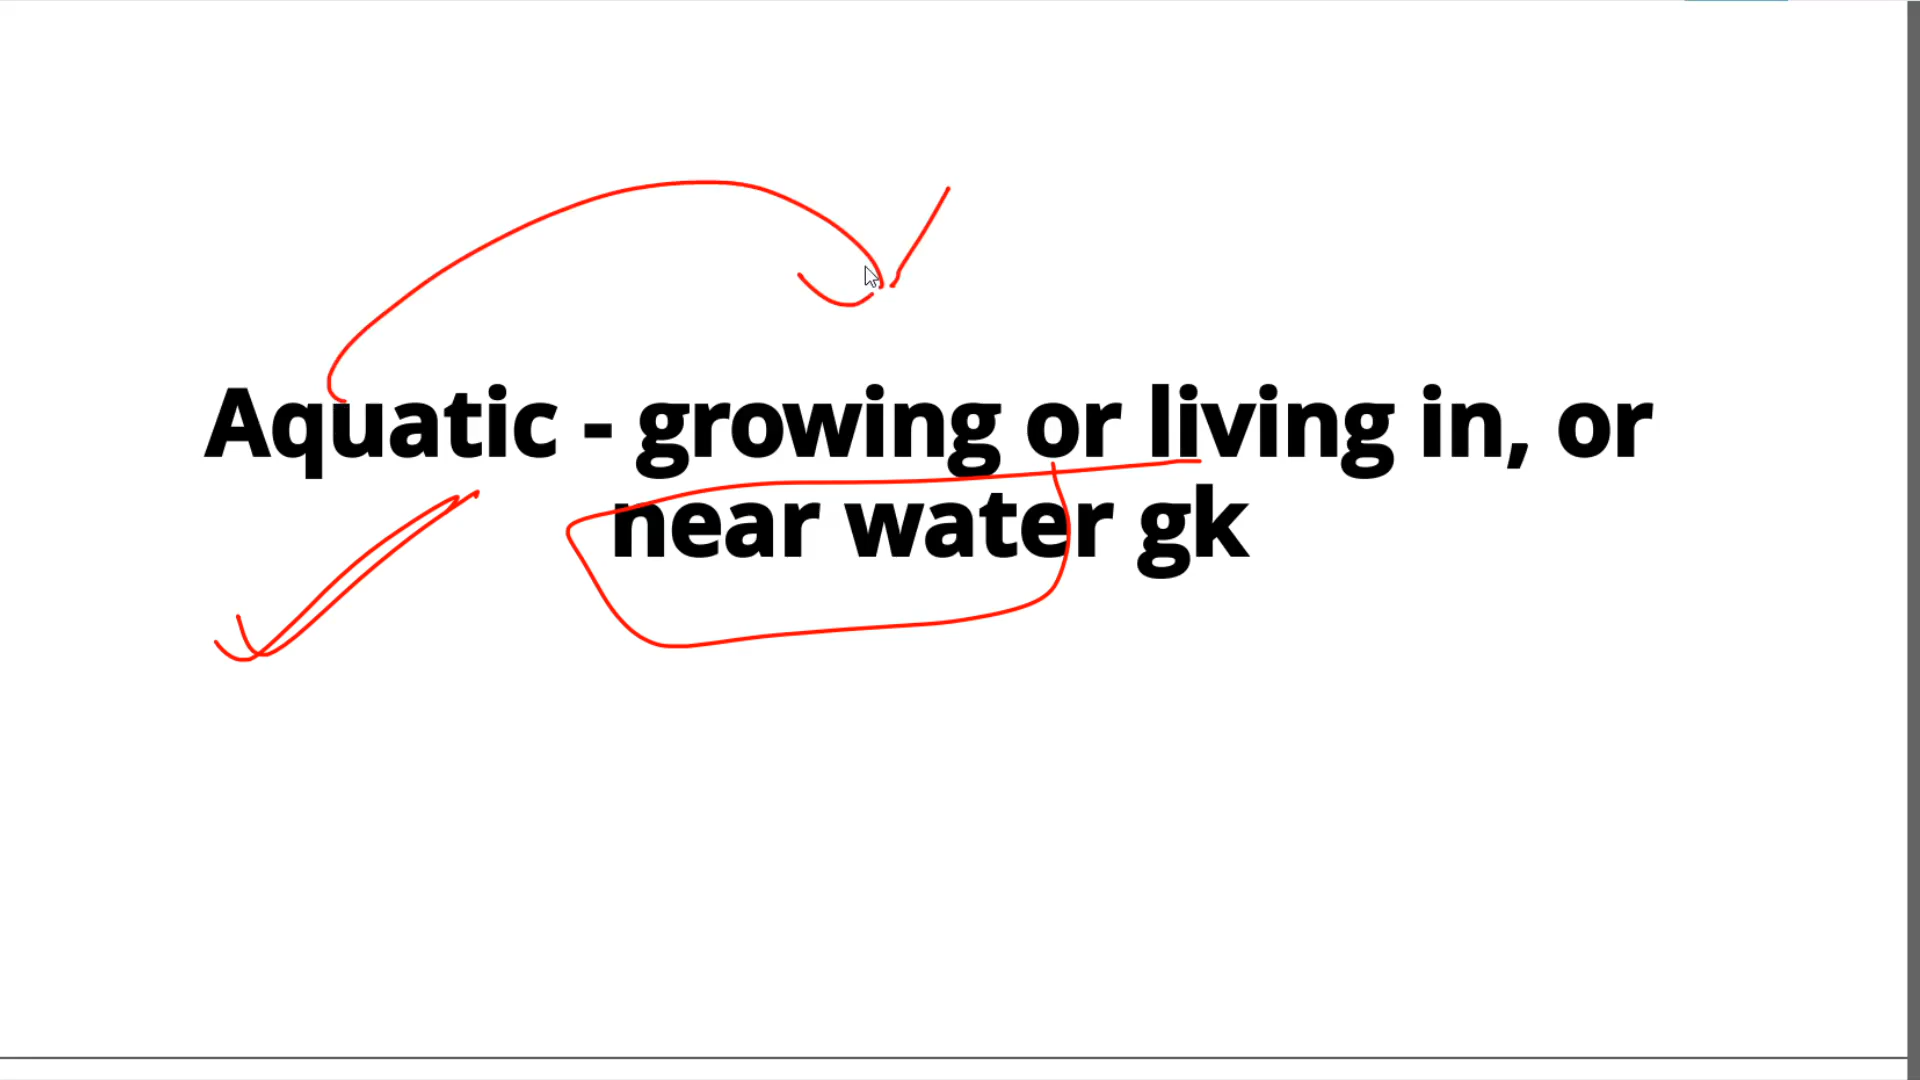 Aquatic - growing or living in, or
near water gk